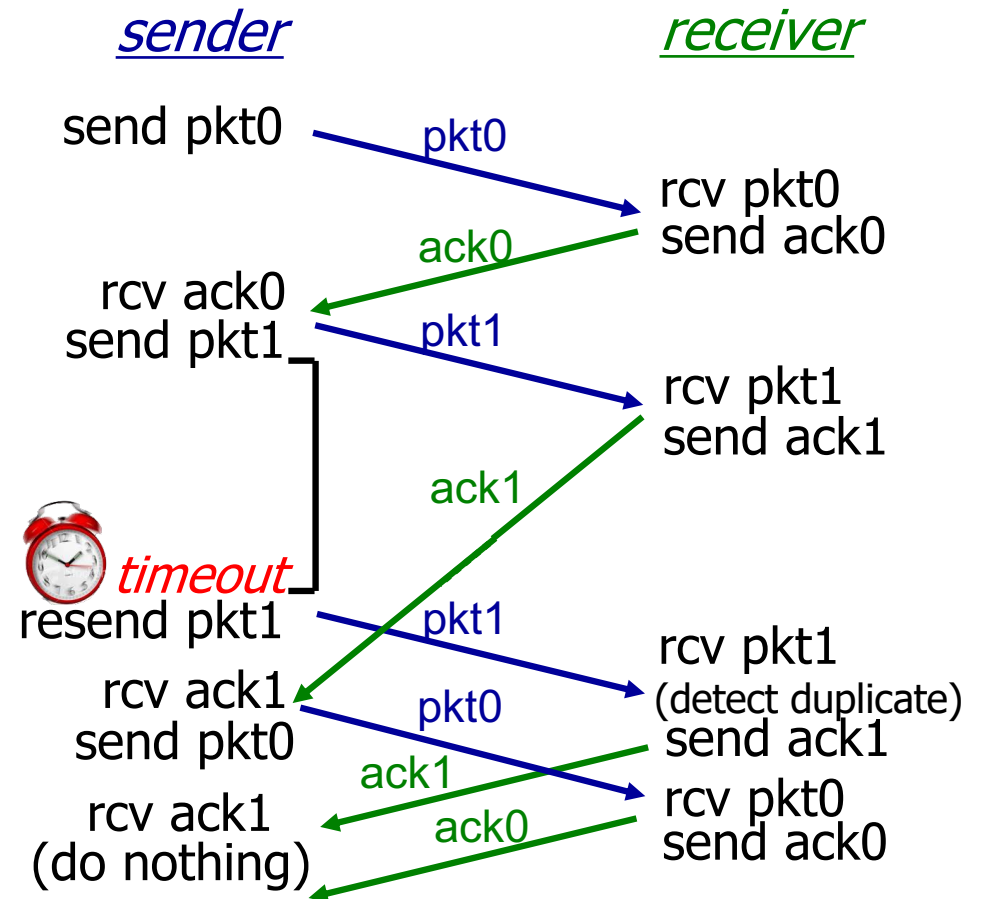 sender
receiver
send pkt0
pkt0
rcv pkt0
send ack0
ack0
rcv ack0
send pkt1
pkt1
rcv pkt1
send ack1
ack1
timeout
resend pkt1
pkt1
rcv pkt1
(detect duplicate)
send ack1
rcv ack1
send pkt0
pkt0
ack1
rcv pkt0
send ack0
rcv ack1
(do nothing)
ack0